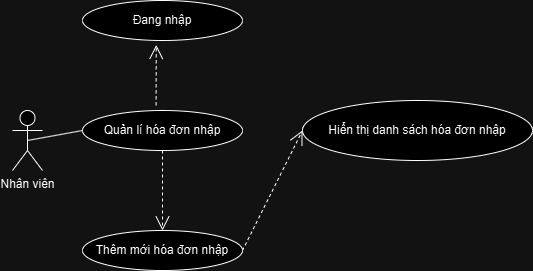 Đang nhập
Quản lí hóa đơn nhập
Hiển thị danh sách hóa đơn nhập
Nhân viên
Thêm mới hóa đơn nhập